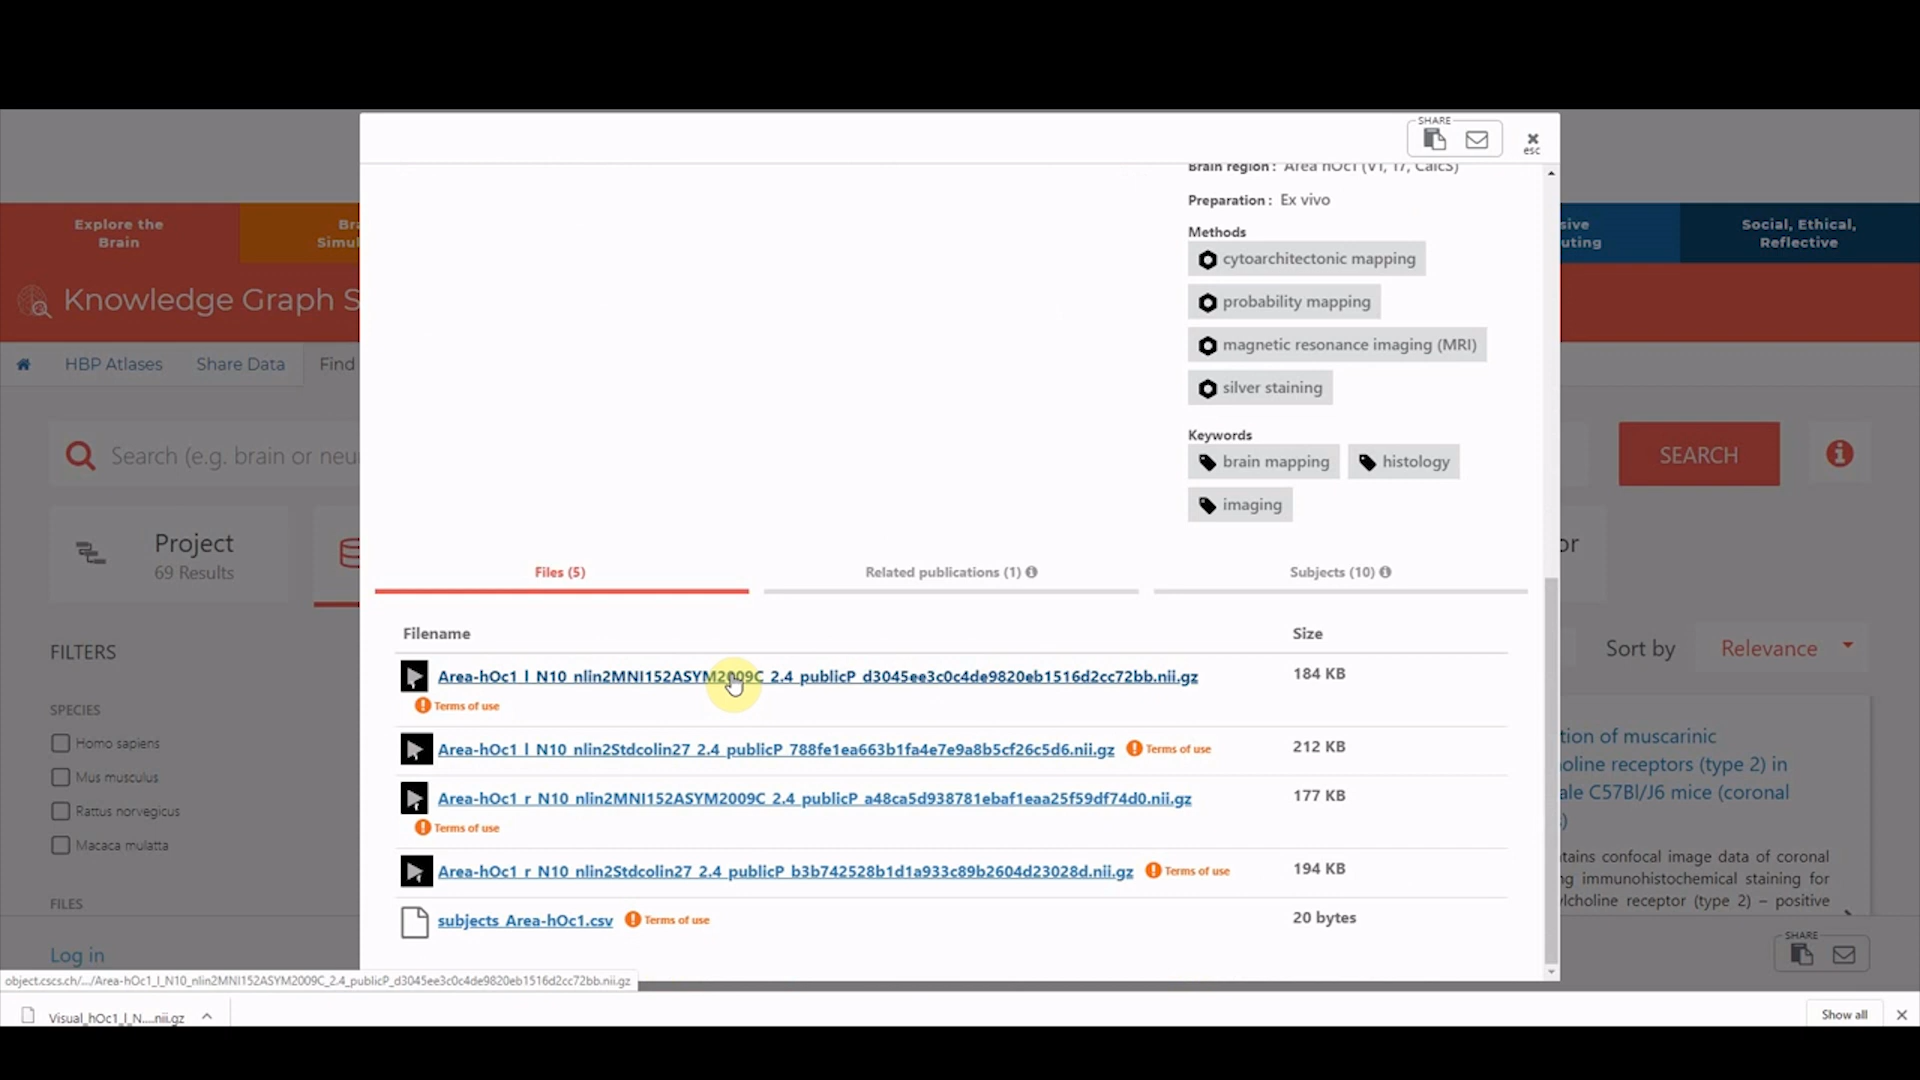 SHARE
esc
Brain region : Area hOc1 (V1, 17, CalcS)
Preparation : Ex vivo
Methods
cytoarchitectonic mapping
probability mapping
magnetic resonance imaging (MRI)
silver staining
Keywords
brain mapping histology
imaging
Files (5) Related publications (1) Subjects (10)
Filename Size
Area-hOc1_l_N10_nlin2MNI152ASYM2009C_2.4_publicP_d3045ee3c0c4de9820eb1516d2cc72bb.nii.gz 184 KB
Terms of use
Area-hOc1_l_N10_nlin2Stdcolin27_2.4_publicP_788fe1ea663b1fa4e7e9a8b5cf26c5d6.nii.gz Terms of use 212 KB
Area-hOc1_r_N10_nlin2MNI152ASYM2009C_2.4_publicP_a48ca5d938781ebaf1eaa25f59df74d0.nii.gz 177 KB
Terms of use
Area-hOc1_r_N10_nlin2Stdcolin27_2.4_publicP_b3b742528b1d1a933c89b2604d23028d.nii.gz Terms of use 194 KB
subjects_Area-hOc1.csv Terms of use 20 bytes
Explore the
Brain
Bra
Simul
sive
uting
Social, Ethical,
Reflective
Knowledge Graph S
HBP Atlases Share Data Find
Search (e.g. brain or neu
SEARCH
Project
69 Results
or
FILTERS
Sort by Relevance
SPECIES
Homo sapiens
Mus musculus
Rattus norvegicus
Macaca mulatta
FILES
tion of muscarinic
holine receptors (type 2) in
ale C57Bl/J6 mice (coronal
)
tains confocal image data of coronal
ng immunohistochemical staining for
lcholine receptor (type 2) – positive
Log in
SHARE
object.cscs.ch/.../Area-hOc1_l_N10_nlin2MNI152ASYM2009C_2.4_publicP_d3045ee3c0c4de9820eb1516d2cc72bb.nii.gz
Visual_hOc1_l_N....nii.gz
Show all